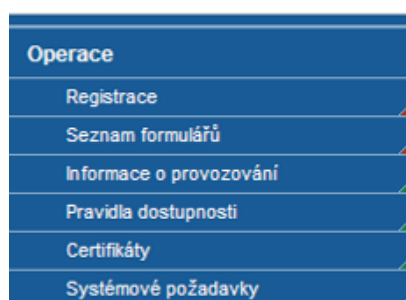 Operace
Registrace
Seznam formulářů
Informace o provozování
Pravidla dostupnosti
Certifikáty
Systémové požadavky